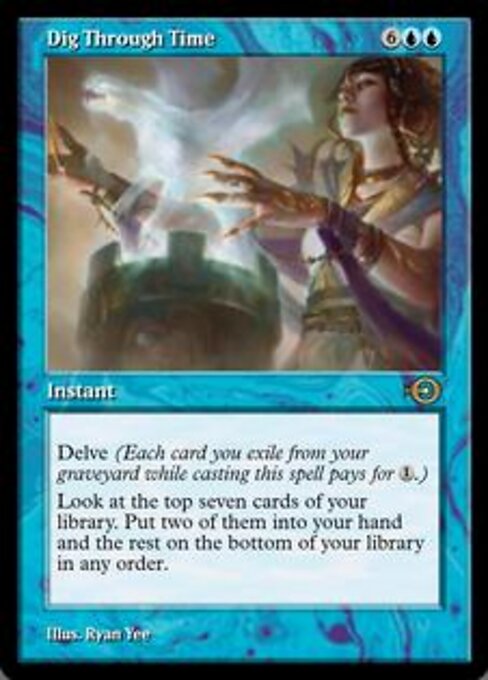 Dig Through Time 6
Instant
Delve (Each card you exile from your
graveyard while casting this spell pays for 1.)
Look at the top seven cards of your
library. Put two of them into your hand
and the rest on the bottom of your library
in any order.
Illus. Ryan Yee